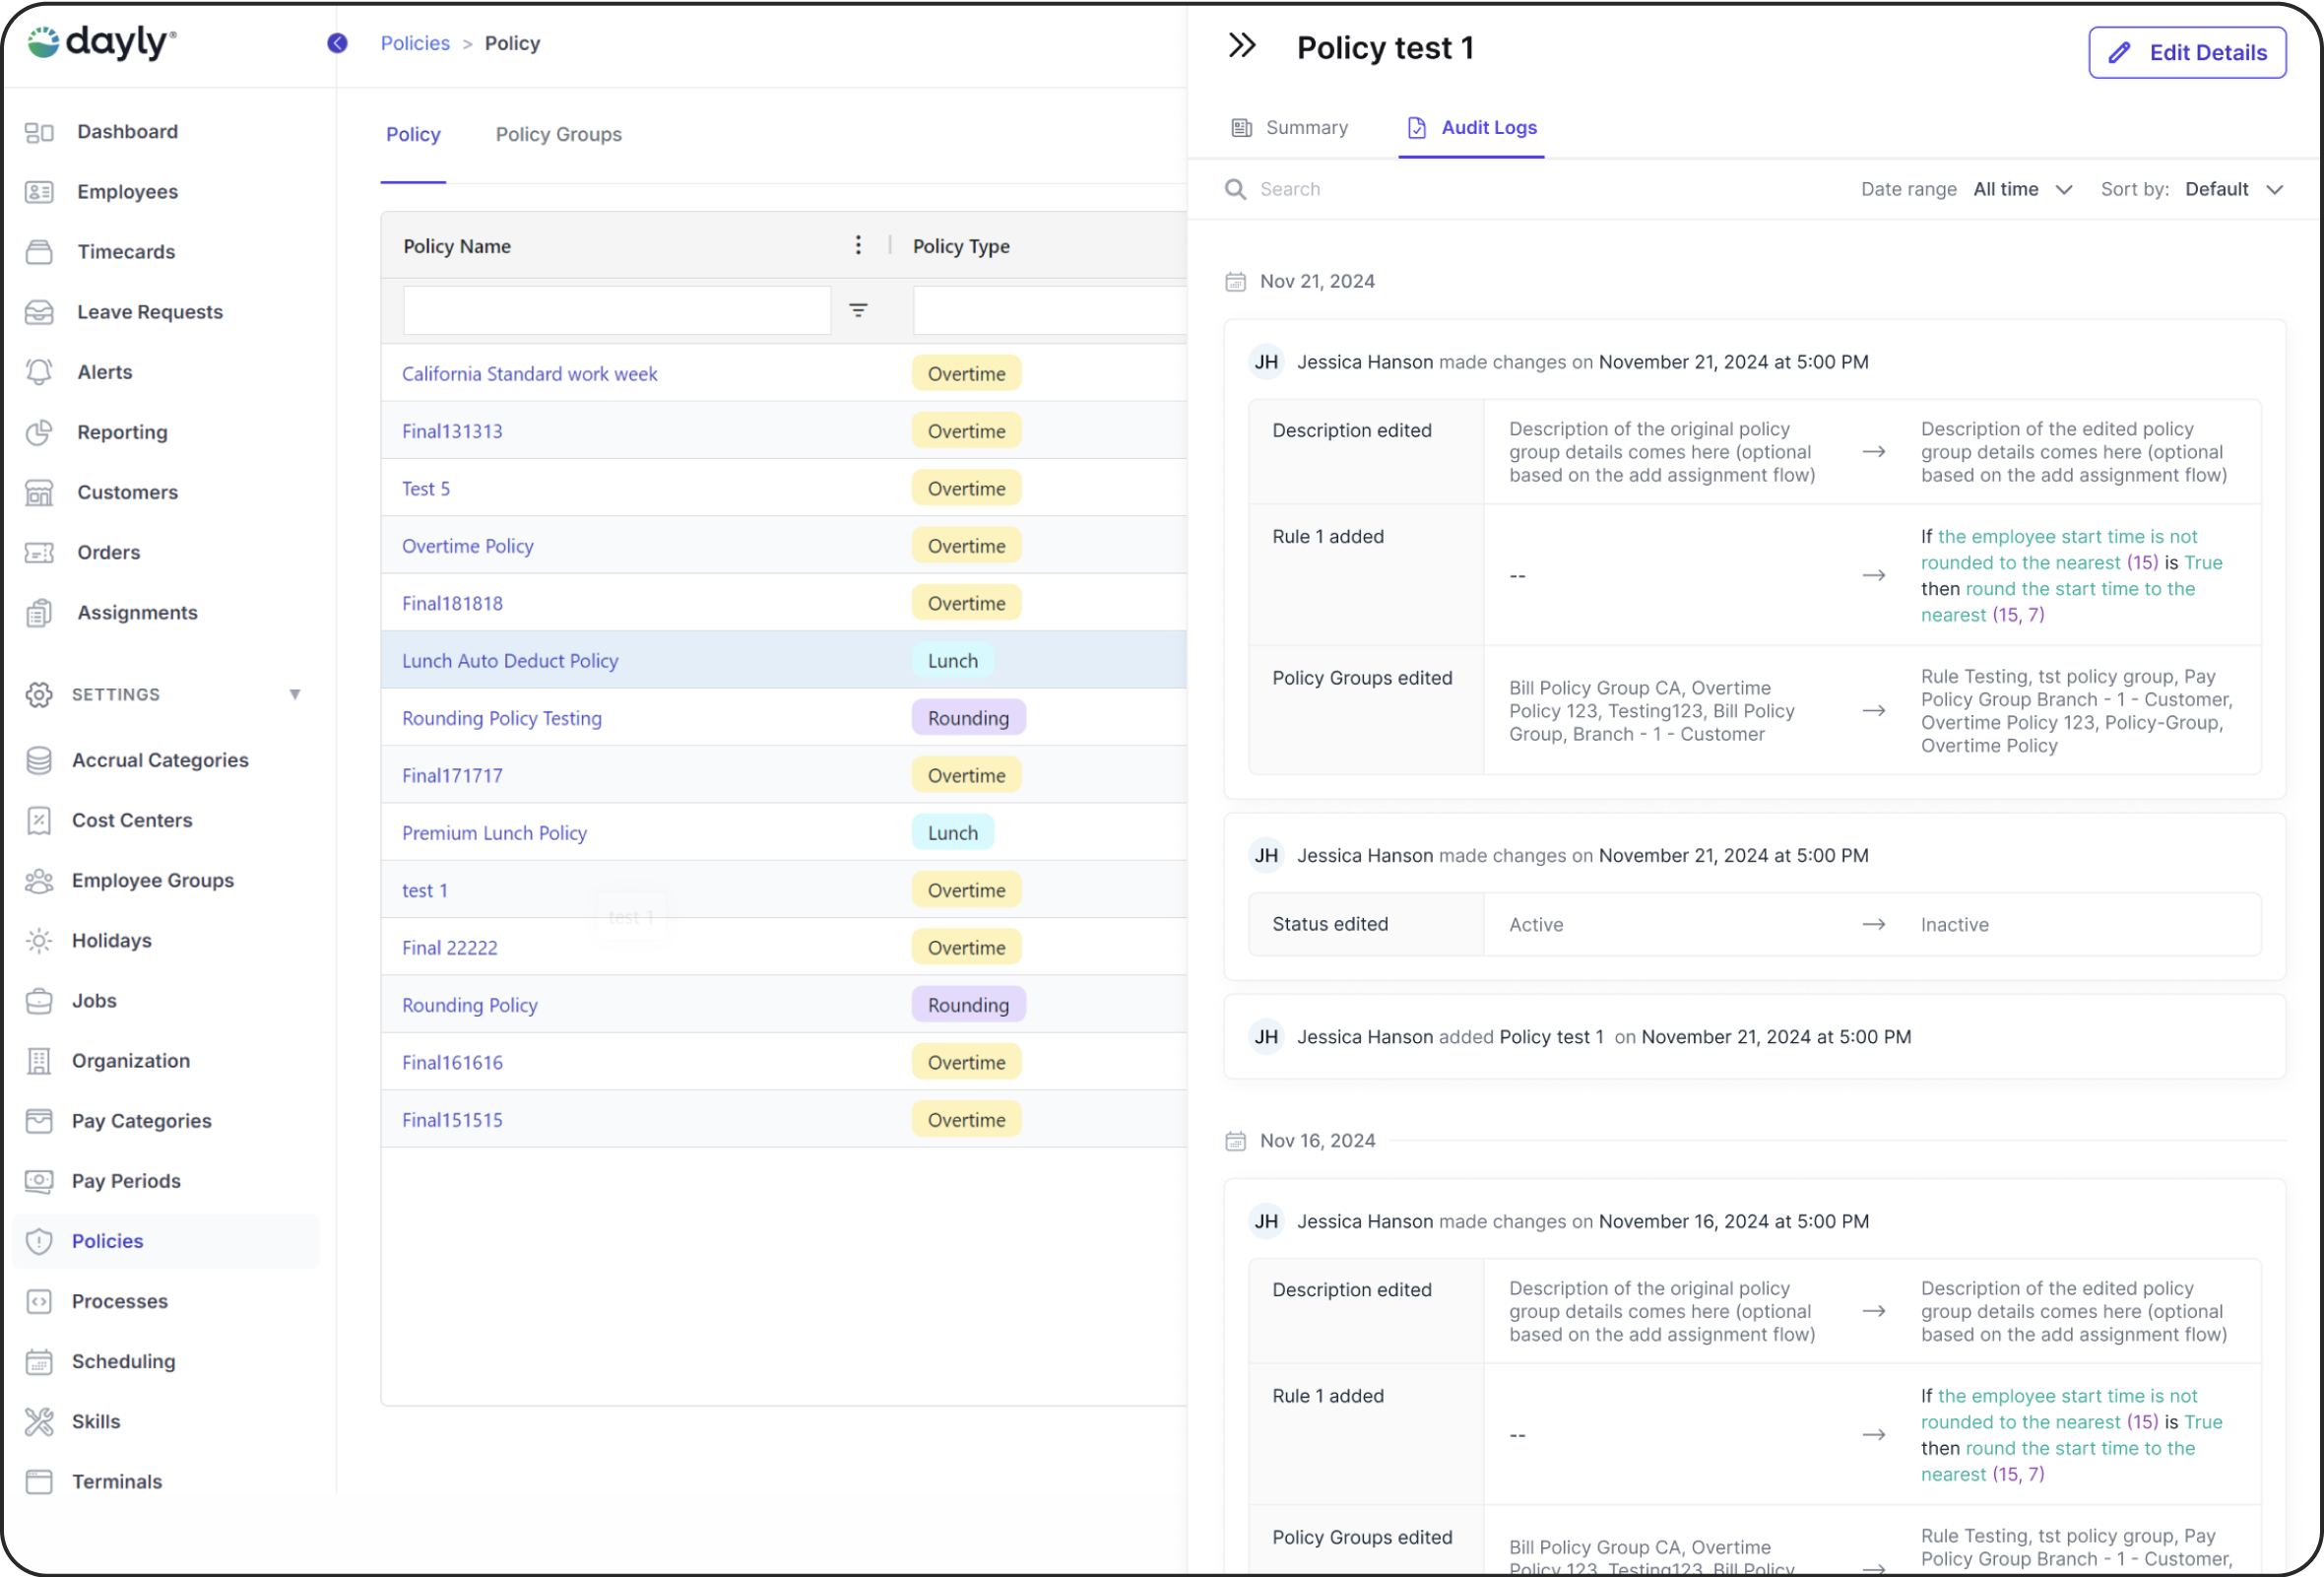 dayly®
Dashboard
Employees
Timecards
Leave Requests
Alerts
Reporting
Customers
Orders
Assignments
SETTINGS
Accrual Categories
Cost Centers
Employee Groups
Holidays
Jobs
Organization
Pay Categories
Pay Periods
Policies
Processes
Scheduling
Skills
Terminals
Policies > Policy
Policy Policy Groups
Policy Name Policy Type
California Standard work week Overtime
Final131313 Overtime
Test 5 Overtime
Overtime Policy Overtime
Final181818 Overtime
Lunch Auto Deduct Policy Lunch
Rounding Policy Testing Rounding
Final171717 Overtime
Premium Lunch Policy Lunch
test 1 Overtime
test 1
Final 22222 Overtime
Rounding Policy Rounding
Final161616 Overtime
Final151515 Overtime
Policy test 1
Edit Details
Summary Audit Logs
Search Date range All time Sort by: Default
Nov 21, 2024
JH Jessica Hanson made changes on November 21, 2024 at 5:00 PM
Description edited
Description of the original policy
group details comes here (optional
based on the add assignment flow)
Description of the edited policy
group details comes here (optional
based on the add assignment flow)
Rule 1 added
--
If the employee start time is not
rounded to the nearest (15) is True
then round the start time to the
nearest (15, 7)
Policy Groups edited
Bill Policy Group CA, Overtime
Policy 123, Testing123, Bill Policy
Group, Branch - 1 - Customer
Rule Testing, tst policy group, Pay
Policy Group Branch - 1 - Customer,
Overtime Policy 123, Policy-Group,
Overtime Policy
JH Jessica Hanson made changes on November 21, 2024 at 5:00 PM
Status edited Active Inactive
JH Jessica Hanson added Policy test 1 on November 21, 2024 at 5:00 PM
Nov 16, 2024
JH Jessica Hanson made changes on November 16, 2024 at 5:00 PM
Description edited
Description of the original policy
group details comes here (optional
based on the add assignment flow)
Description of the edited policy
group details comes here (optional
based on the add assignment flow)
Rule 1 added
--
If the employee start time is not
rounded to the nearest (15) is True
then round the start time to the
nearest (15, 7)
Policy Groups edited
Bill Policy Group CA, Overtime
Policy 123, Testing123, Bill Policy
Rule Testing, tst policy group, Pay
Policy Group Branch - 1 - Customer,